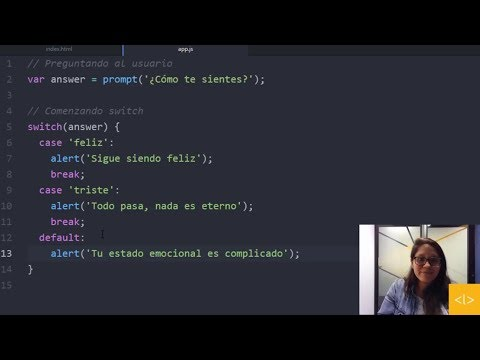 index.html
app.js
1 // Preguntando al usuario
2 var answer = prompt('¿Cómo te sientes?');
3
4 // Comenzando switch
5 switch(answer) {
6 case 'feliz':
7 alert('Sigue siendo feliz');
8 break;
9 case 'triste':
10 alert('Todo pasa, nada es eterno');
11 break;
12 default:
13 alert('Tu estado emocional es complicado');
14 }
15
<i>